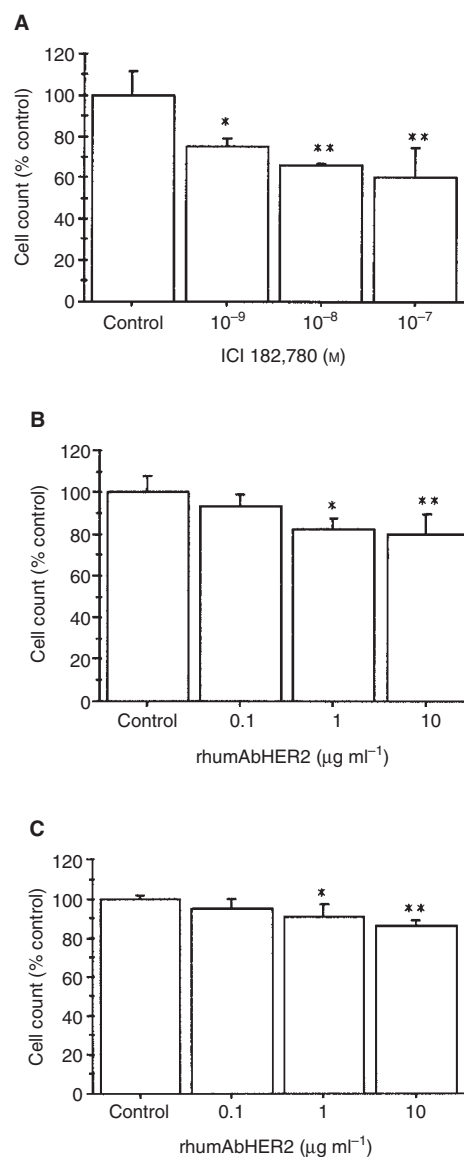 A
Cell count (% control)
120
100
80
60
40
20
0
*
**
**
Control 10⁻⁹ 10⁻⁸ 10⁻⁷
ICI 182,780 (M)
B
Cell count (% control)
120
100
80
60
40
20
0
*
**
Control 0.1 1 10
rhumAbHER2 (μg ml⁻¹)
C
Cell count (% control)
120
100
80
60
40
20
0
*
**
Control 0.1 1 10
rhumAbHER2 (μg ml⁻¹)